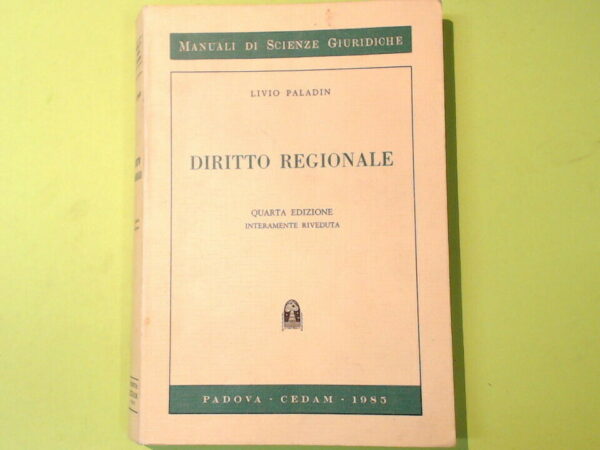 MANUALI DI SCIENZE GIURIDICHE
LIVIO PALADIN
DIRITTO REGIONALE
QUARTA EDIZIONE
INTERAMENTE RIVEDUTA
PADOVA - CEDAM - 1985